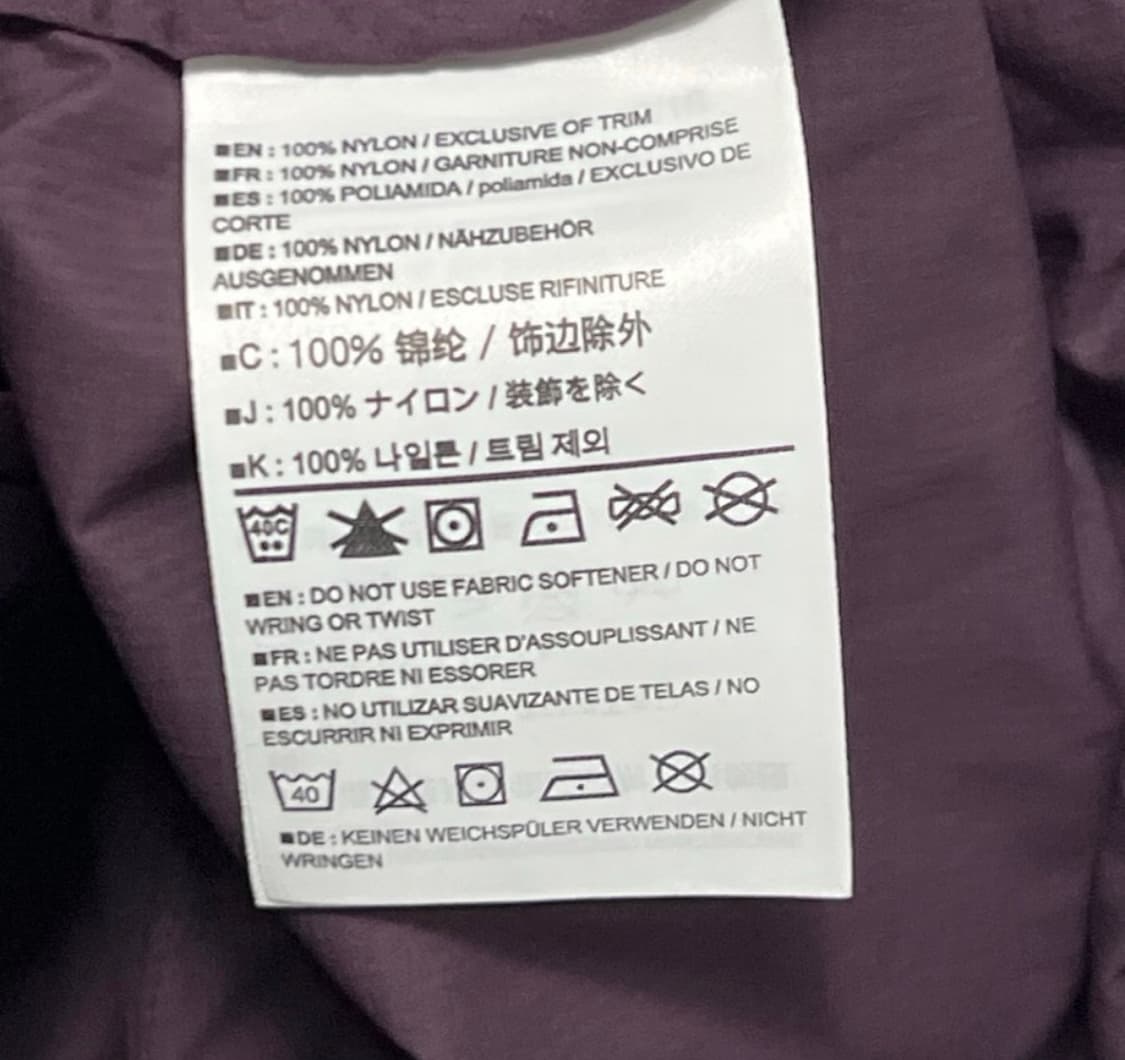 ■EN : 100% NYLON / EXCLUSIVE OF TRIM
■FR : 100% NYLON / GARNITURE NON-COMPRISE
■ES : 100% POLIAMIDA / poliamida / EXCLUSIVO DE
CORTE
■DE : 100% NYLON / NÄHZUBEHÖR
AUSGENOMMEN
■IT : 100% NYLON / ESCLUSE RIFINITURE
■C : 100% 锦纶 / 饰边除外
■J : 100% ナイロン / 装飾を除く
■K : 100% 나일론 / 트림 제외
40C
■EN : DO NOT USE FABRIC SOFTENER / DO NOT
WRING OR TWIST
■FR : NE PAS UTILISER D'ASSOUPLISSANT / NE
PAS TORDRE NI ESSORER
■ES : NO UTILIZAR SUAVIZANTE DE TELAS / NO
ESCURRIR NI EXPRIMIR
40
■DE : KEINEN WEICHSPÜLER VERWENDEN / NICHT
WRINGEN